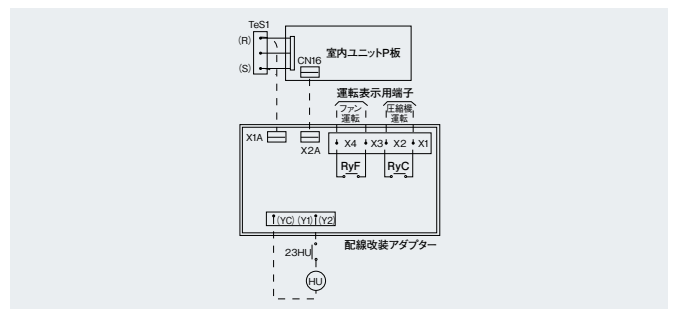 TeS1
(R)
(S)
室内ユニットP板
CN16
運転表示用端子
ファン
運転
圧縮機
運転
X1A
X2A
X4 X3 X2 X1
RyF RyC
(YC) (Y1) (Y2)
配線改装アダプター
23HU
HU